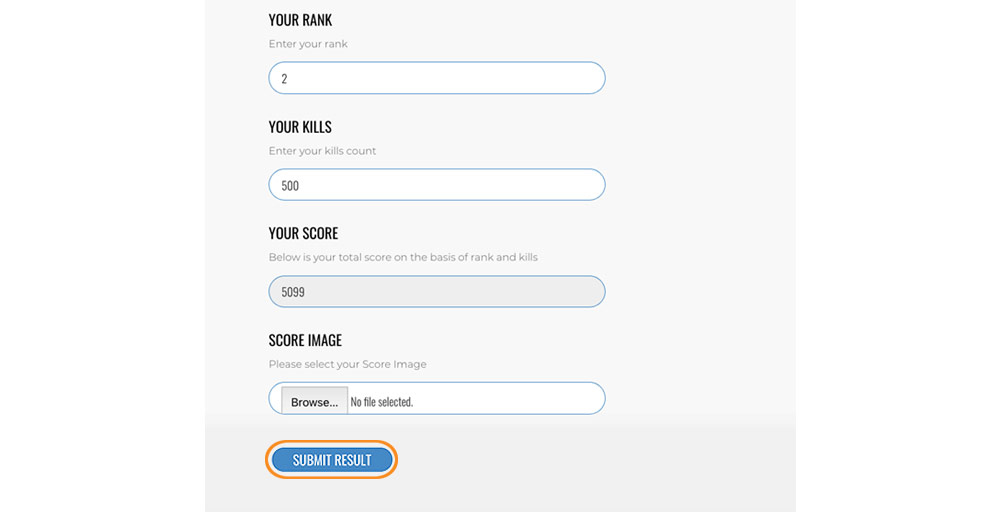 YOUR RANK
Enter your rank
2
YOUR KILLS
Enter your kills count
500
YOUR SCORE
Below is your total score on the basis of rank and kills
5099
SCORE IMAGE
Please select your Score Image
Browse... No file selected.
SUBMIT RESULT